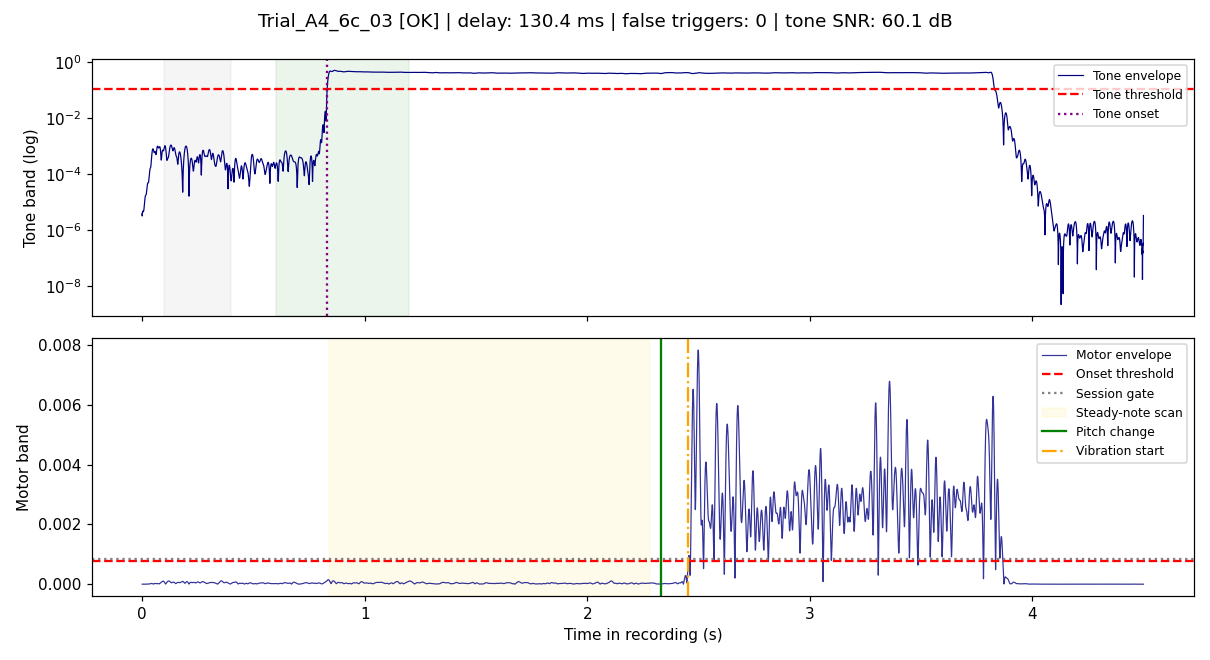 Trial_A4_6c_03 [OK] | delay: 130.4 ms | false triggers: 0 | tone SNR: 60.1 dB
Tone band (log)
10⁰
10⁻²
10⁻⁴
10⁻⁶
10⁻⁸
Tone envelope
Tone threshold
Tone onset
Motor band
0.008
0.006
0.004
0.002
0.000
Motor envelope
Onset threshold
Session gate
Steady-note scan
Pitch change
Vibration start
0 1 2 3 4
Time in recording (s)